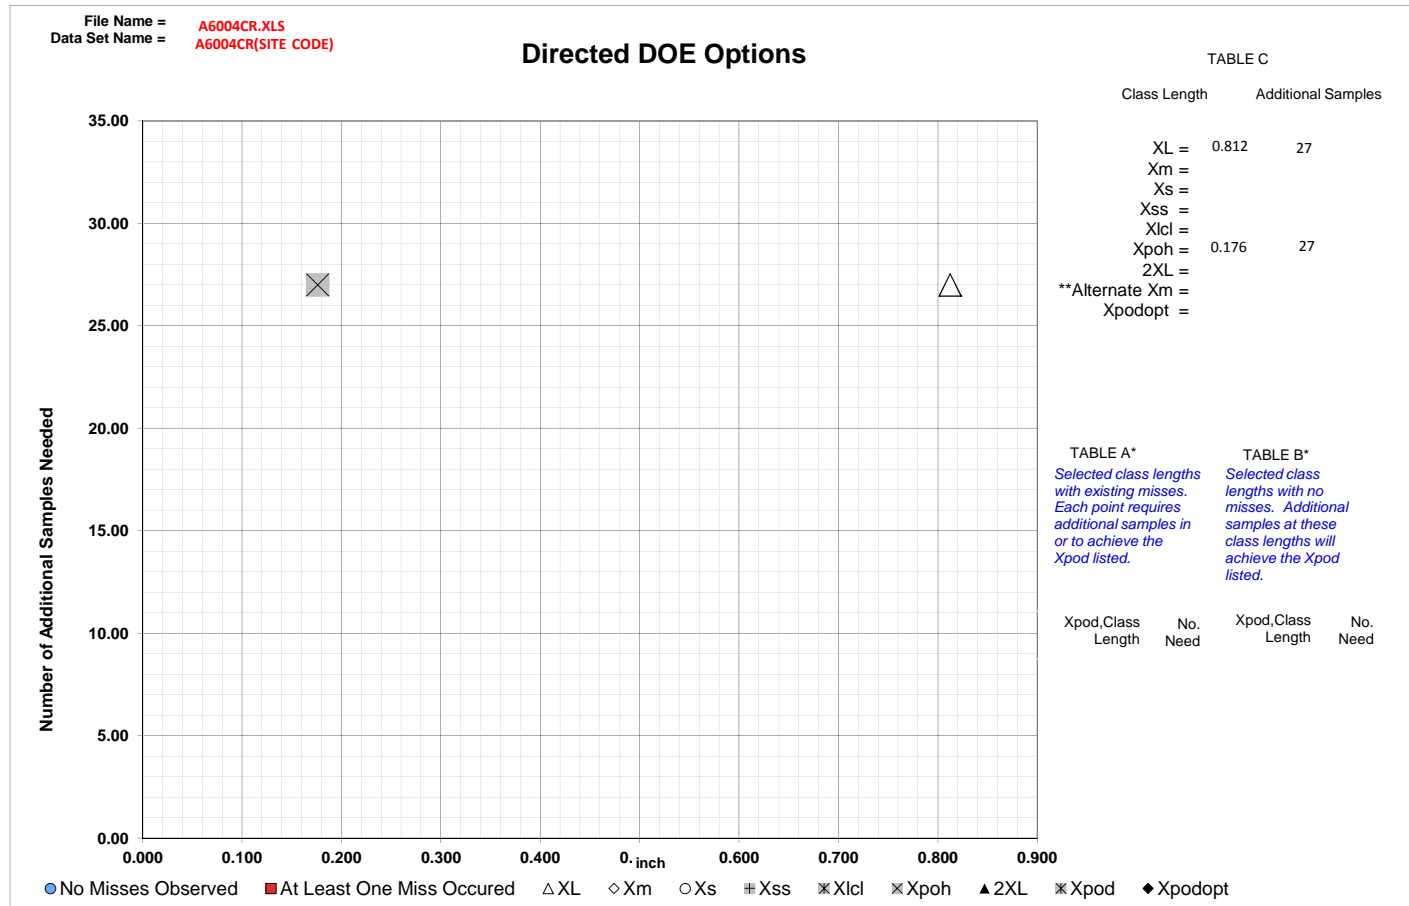 File Name = A6004CR.XLS
Data Set Name = A6004CR(SITE CODE)
Directed DOE Options
TABLE C
Class Length Additional Samples
XL = 0.812 27
Xm =
Xs =
Xss =
Xlcl =
Xpoh = 0.176 27
2XL =
**Alternate Xm =
Xpodopt =
TABLE A*
Selected class lengths
with existing misses.
Each point requires
additional samples in
or to achieve the
Xpod listed.
Xpod,Class No.
Length Need
TABLE B*
Selected class
lengths with no
misses. Additional
samples at these
class lengths will
achieve the Xpod
listed.
Xpod,Class No.
Length Need
Number of Additional Samples Needed
35.00
30.00
25.00
20.00
15.00
10.00
5.00
0.00
0.000 0.100 0.200 0.300 0.400 0. inch 0.600 0.700 0.800 0.900
No Misses Observed At Least One Miss Occured XL Xm Xs Xss Xlcl Xpoh 2XL Xpod Xpodopt